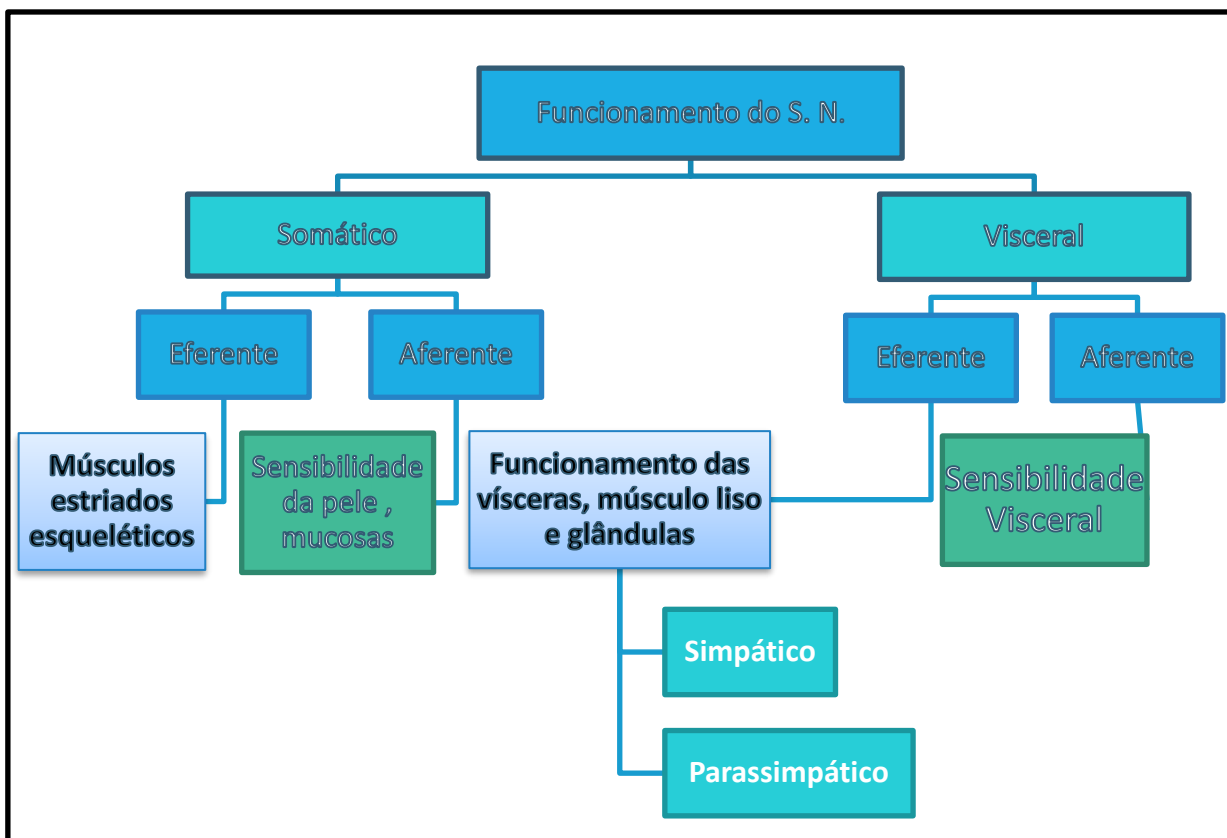 Funcionamento do S. N.
Somático
Visceral
Eferente
Aferente
Eferente
Aferente
Músculos
estriados
esqueléticos
Sensibilidade
da pele ,
mucosas
Funcionamento das
vísceras, músculo liso
e glândulas
Sensibilidade
Visceral
Simpático
Parassimpático